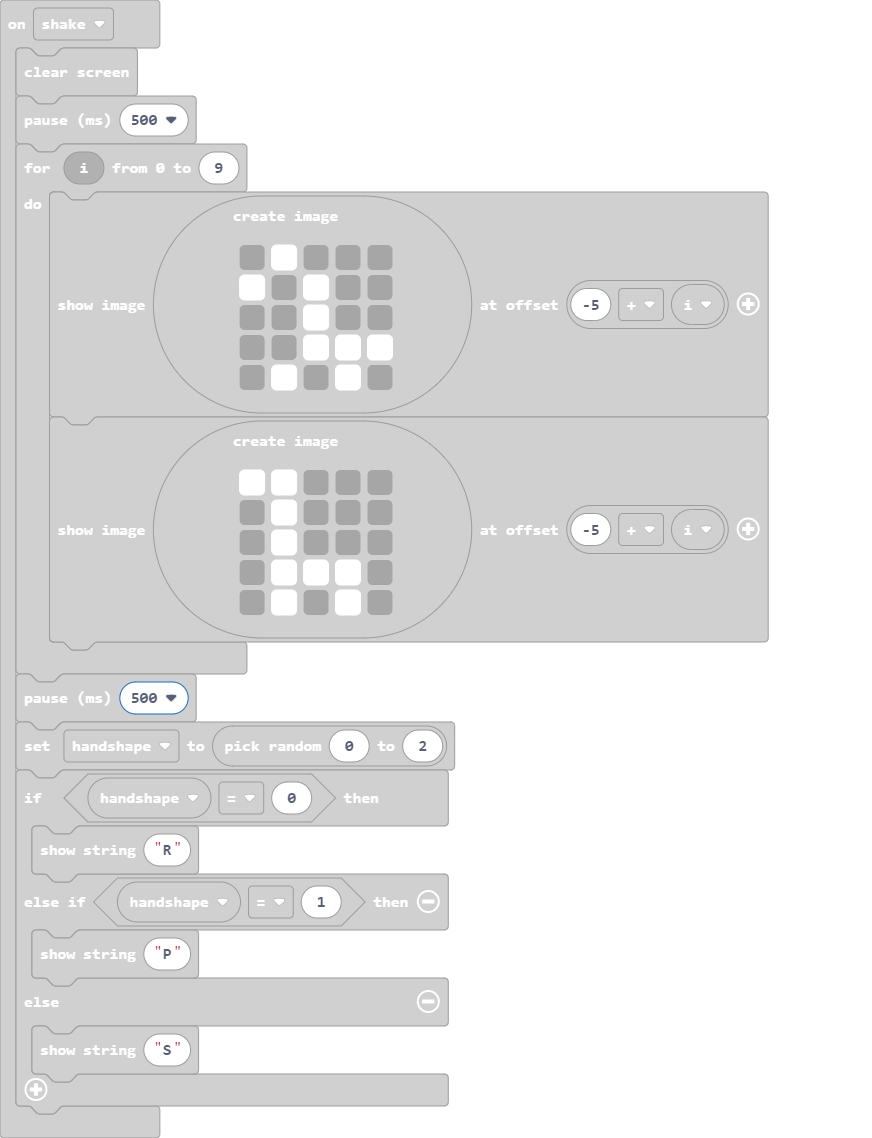 on shake
clear screen
pause (ms) 500
for i from 0 to 9
do
create image
show image at offset -5 + i
create image
show image at offset -5 + i
pause (ms) 500
set handshape to pick random 0 to 2
if handshape = 0 then
show string "R"
else if handshape = 1 then
show string "P"
else
show string "S"